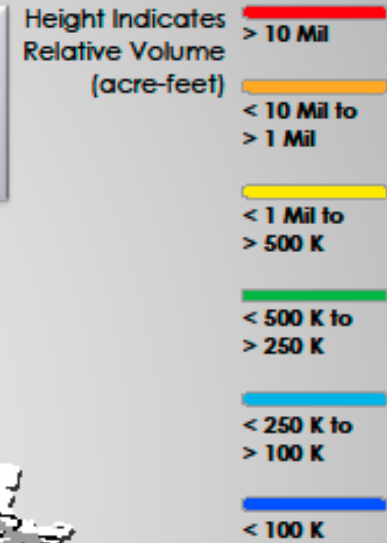 Height Indicates
Relative Volume
(acre-feet)
> 10 Mil
< 10 Mil to
> 1 Mil
< 1 Mil to
> 500 K
< 500 K to
> 250 K
< 250 K to
> 100 K
< 100 K